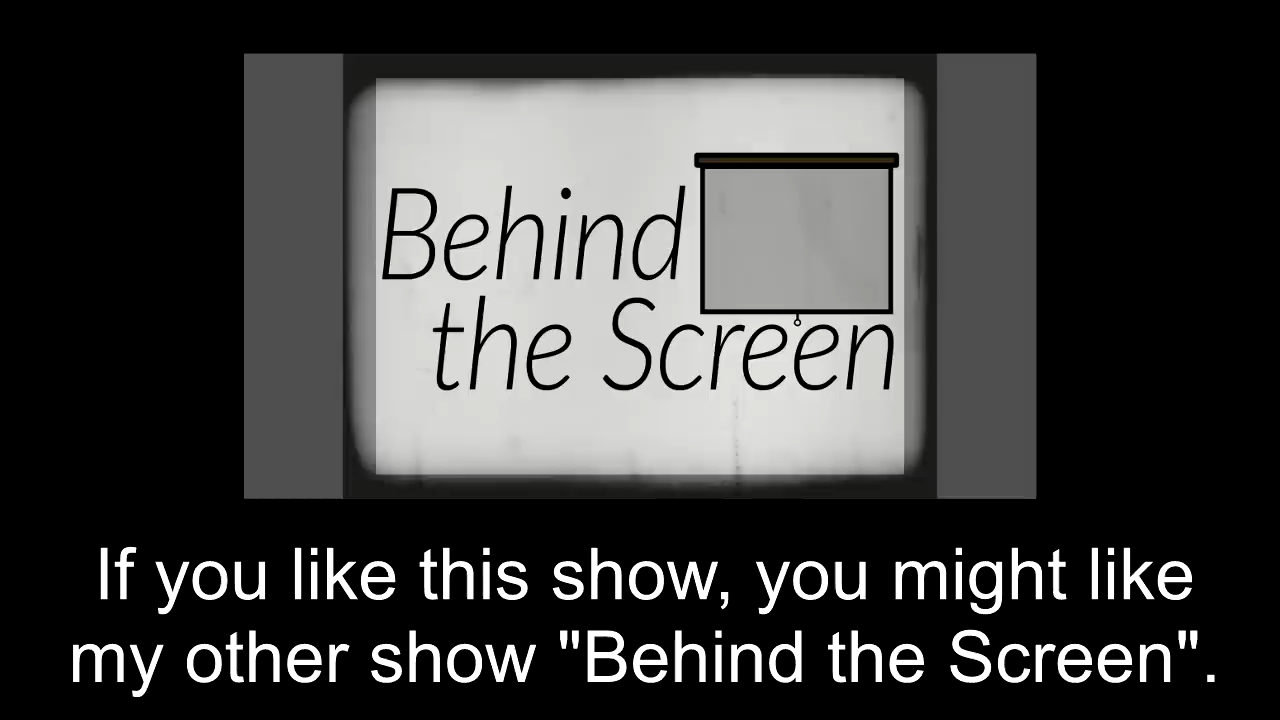 Behind
the Screen
If you like this show, you might like
my other show "Behind the Screen".